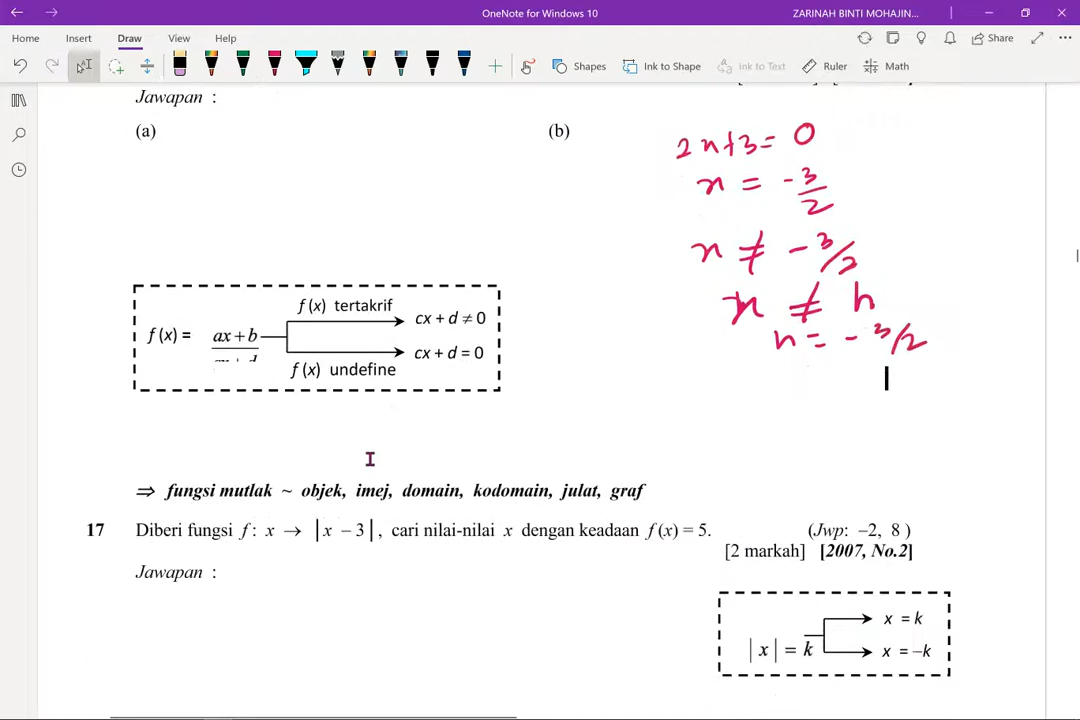 OneNote for Windows 10
ZARINAH BINTI MOHAJIN...
Home Insert Draw View Help
Share
Shapes Ink to Shape Ink to Text Ruler Math
Jawapan :
(a) (b)
2x+3=0
x = -3/2
x ≠ -3/2
x ≠ h
h = -3/2
f (x) tertakrif
cx + d ≠ 0
f (x) = ax + b
cx + d = 0
f (x) undefine
⇒ fungsi mutlak ~ objek, imej, domain, kodomain, julat, graf
17 Diberi fungsi f : x → |x − 3|, cari nilai-nilai x dengan keadaan f (x) = 5. (Jwp: −2, 8 )
[2 markah] [2007, No.2]
Jawapan :
x = k
|x| = k
x = −k